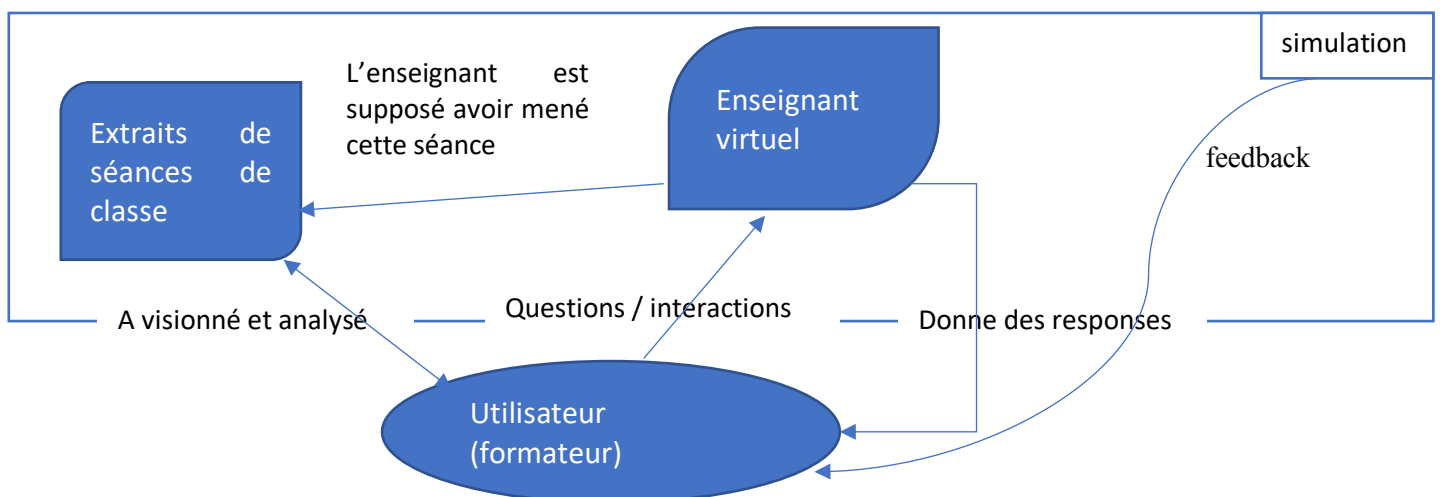 simulation
L’enseignant est
supposé avoir mené
cette séance
Enseignant
virtuel
Extraits de
séances de
classe
feedback
A visionné et analysé
Questions / interactions
Donne des responses
Utilisateur
(formateur)